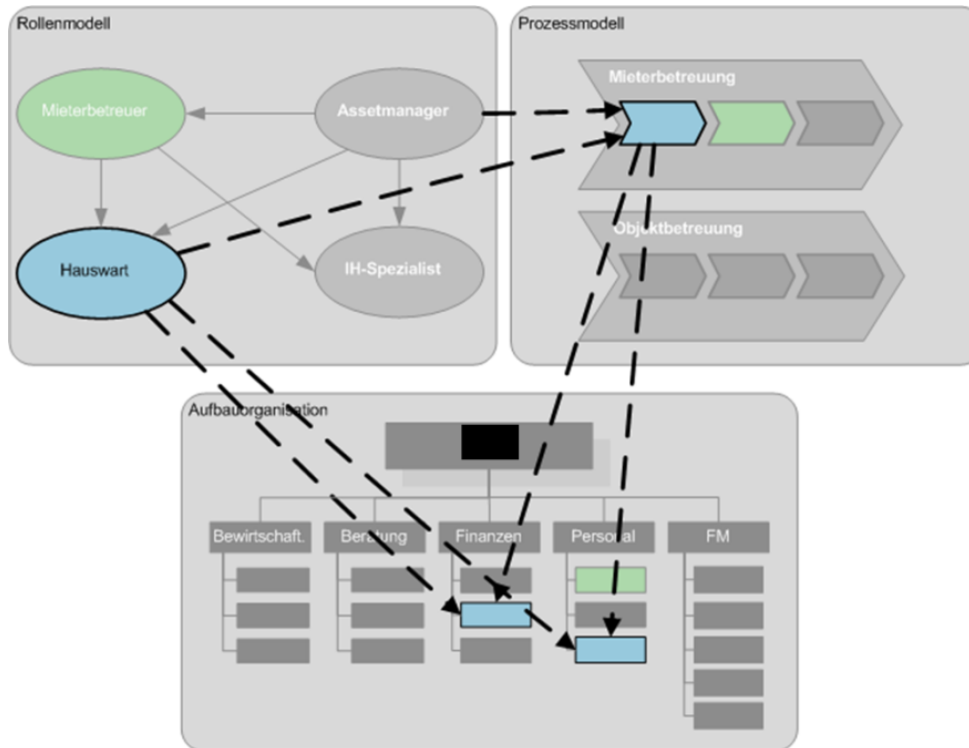 Rollenmodell
Mieterbetreuer
Assetmanager
Hauswart
IH-Spezialist
Prozessmodell
Mieterbetreuung
Objektbetreuung
Aufbauorganisation
Bewirtschaft.
Beratung
Finanzen
Personal
FM